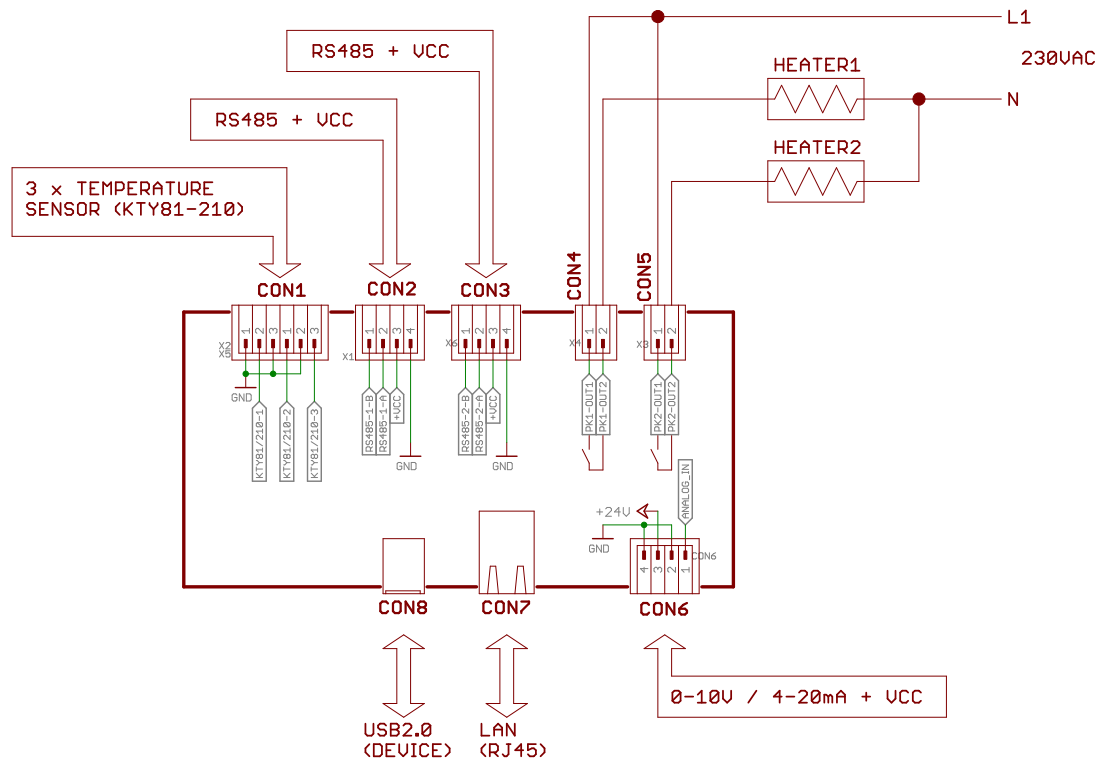 L1
230VAC
N
HEATER1
HEATER2
RS485 + VCC
RS485 + VCC
3 x TEMPERATURE
SENSOR (KTY81-210)
CON1
CON2
CON3
CON4
CON5
1 2 3 1 2 3
1 2 3 4
1 2 3 4
1 2
1 2
X1
X6
X4
X3
GND
KTY81/210-1
KTY81/210-2
KTY81/210-3
RS485-1-B
RS485-1-A
+VCC
GND
RS485-2-B
RS485-2-A
+VCC
GND
PK1-OUT1
PK1-OUT2
PK2-OUT1
PK2-OUT2
ANALOG_IN
+24V
GND
CON6
4 3 2 1
CON8
CON7
CON6
0-10V / 4-20mA + VCC
USB2.0
(DEVICE)
LAN
(RJ45)